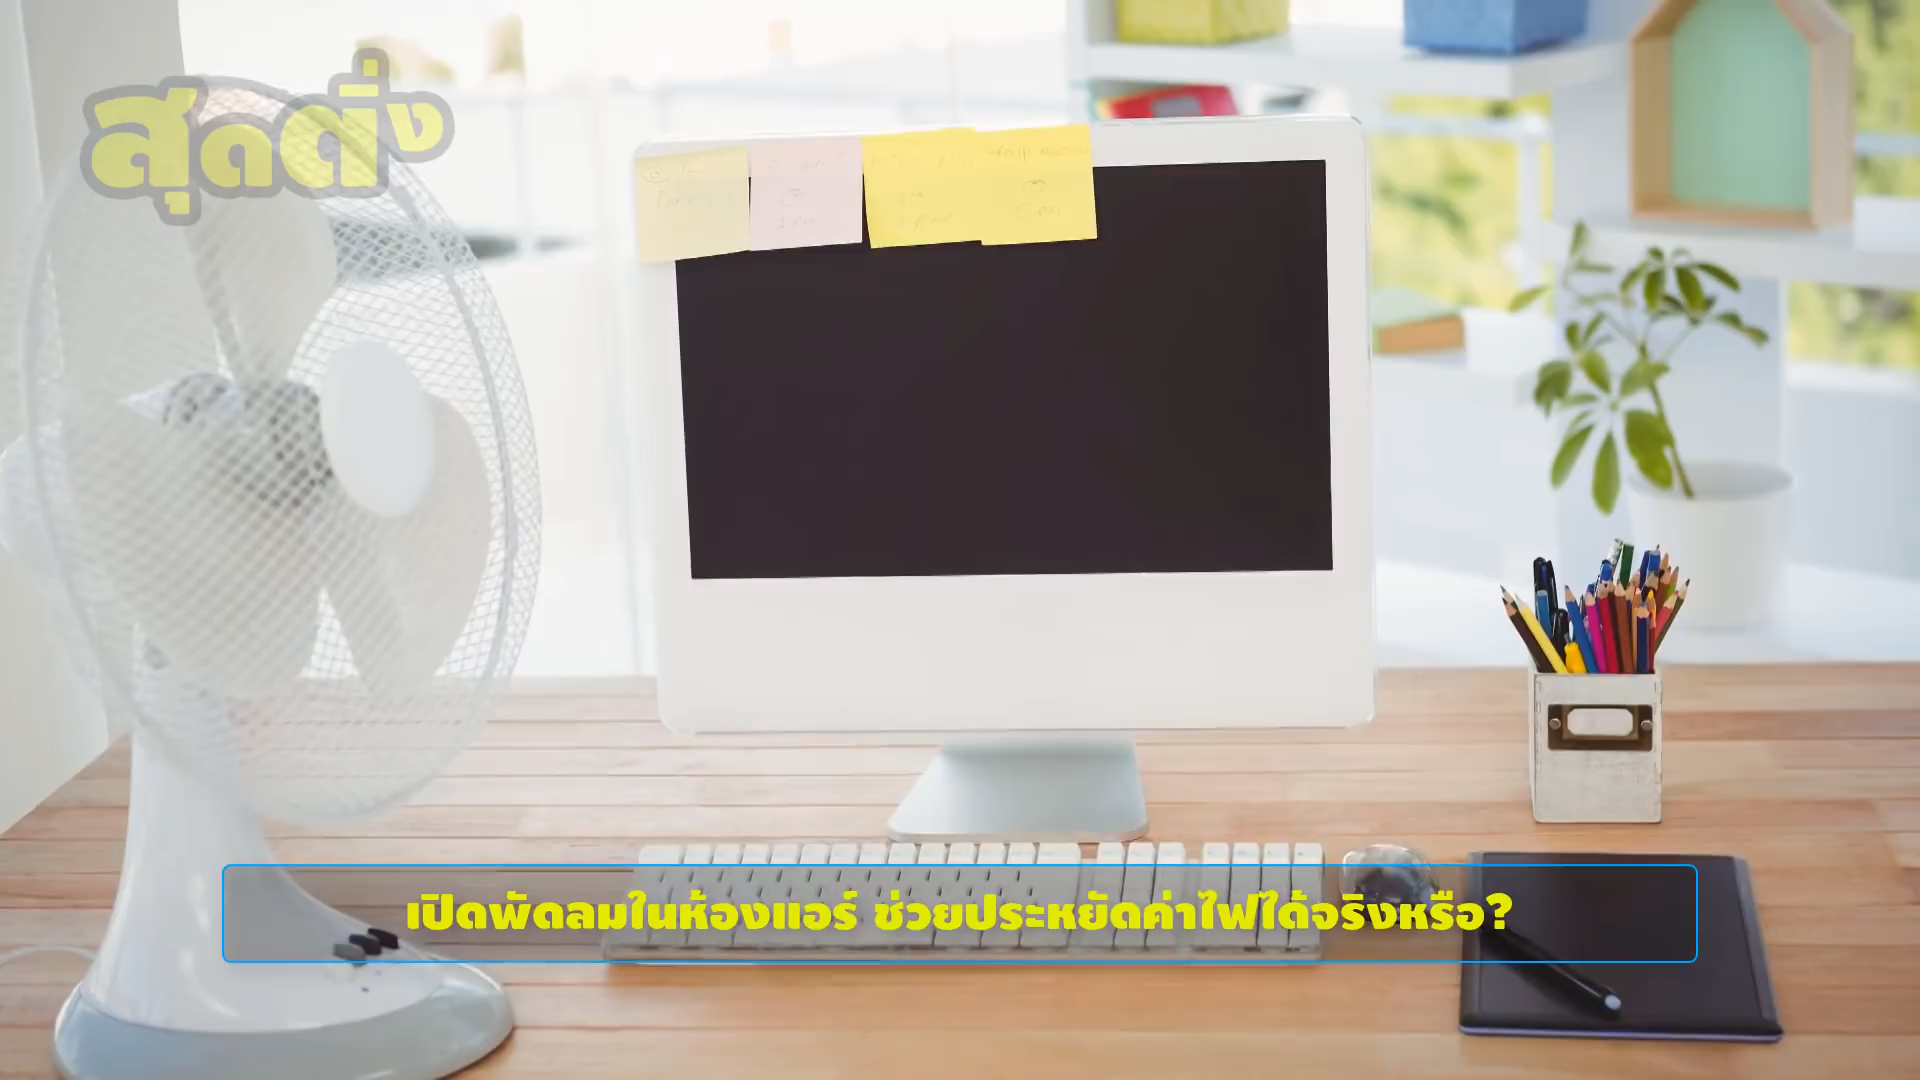 สุดติ่ง
เปิดพัดลมในห้องแอร์ ช่วยประหยัดค่าไฟได้จริงหรือ?